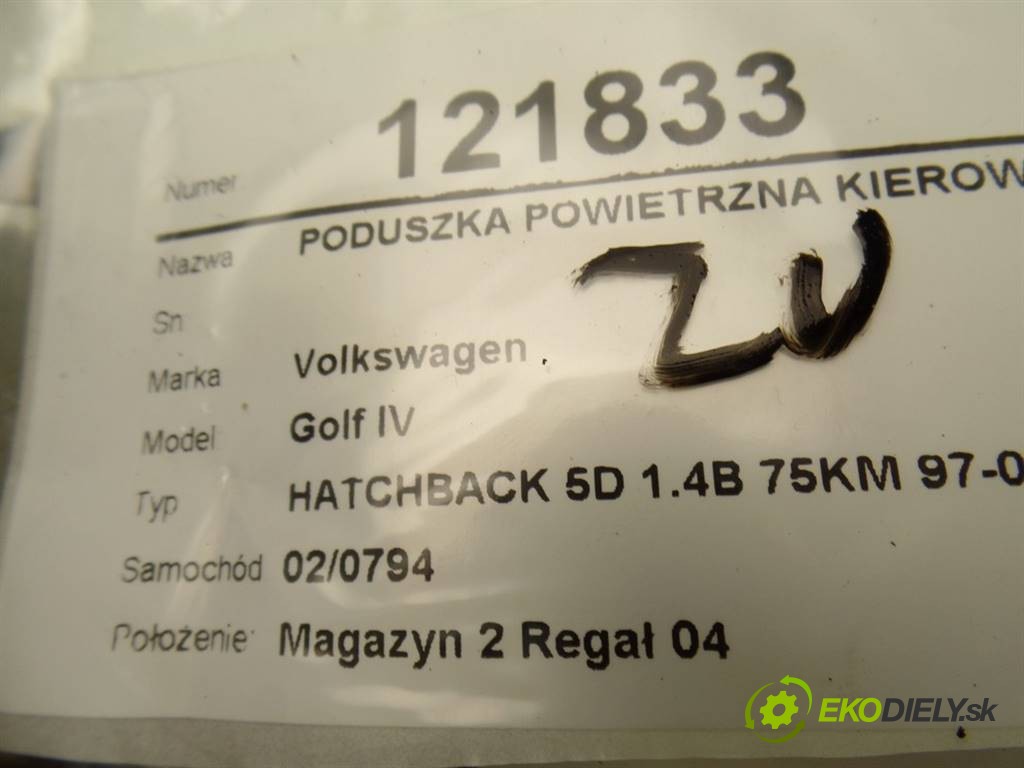 Numer 121833
Nazwa PODUSZKA POWIETRZNA KIEROW
Sn
ZU
Marka Volkswagen
Model Golf IV
Typ HATCHBACK 5D 1.4B 75KM 97-0
Samochód 02/0794
Położenie: Magazyn 2 Regał 04
EKODIELY.sk